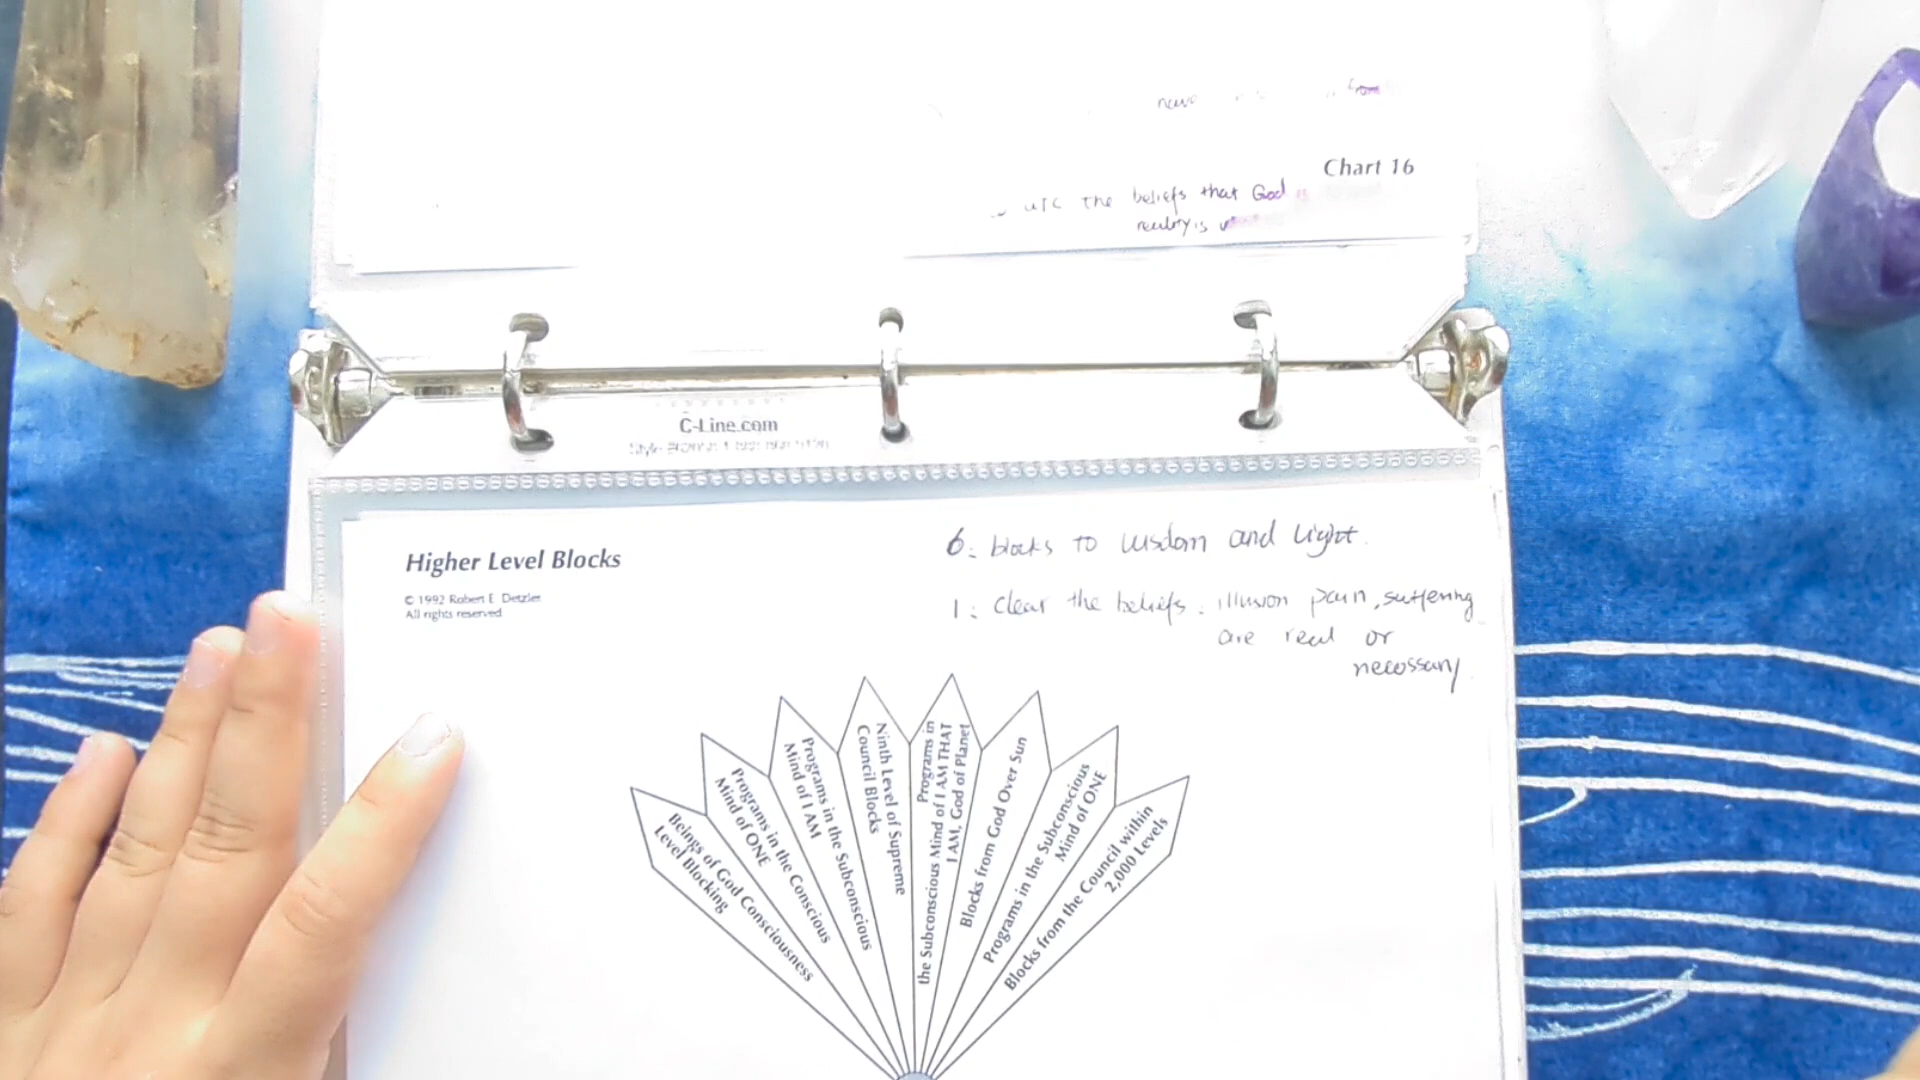 from
Chart 16
the beliefs that God is
reality is
C-Line.com
Higher Level Blocks
© 1992 Robert E. Detzler
All rights reserved
6: blocks to wisdom and Light.
1: Clear the beliefs: illusion pain, suffering
are real or
necessary.
Beings of God Consciousness
Level Blocking
Programs in the Conscious
Mind of ONE
Programs in the Subconscious
Mind of I AM
Ninth Level of Supreme
Council Blocks
Programs in
the Subconscious Mind of I AM THAT
I AM, God of Planet
Blocks from God Over Sun
Programs in the Subconscious
Mind of ONE
Blocks from the Council within
2,000 Levels